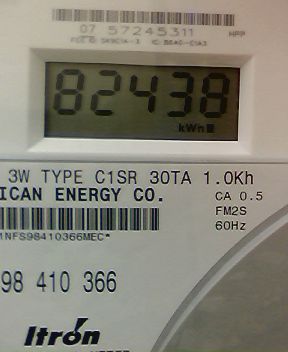 07 57245311
82438
kWh
3W TYPE C1SR 30TA 1.0Kh
ICAN ENERGY CO.
CA 0.5
FM2S
60Hz
NFS98410366MEC*
98 410 366
Itron